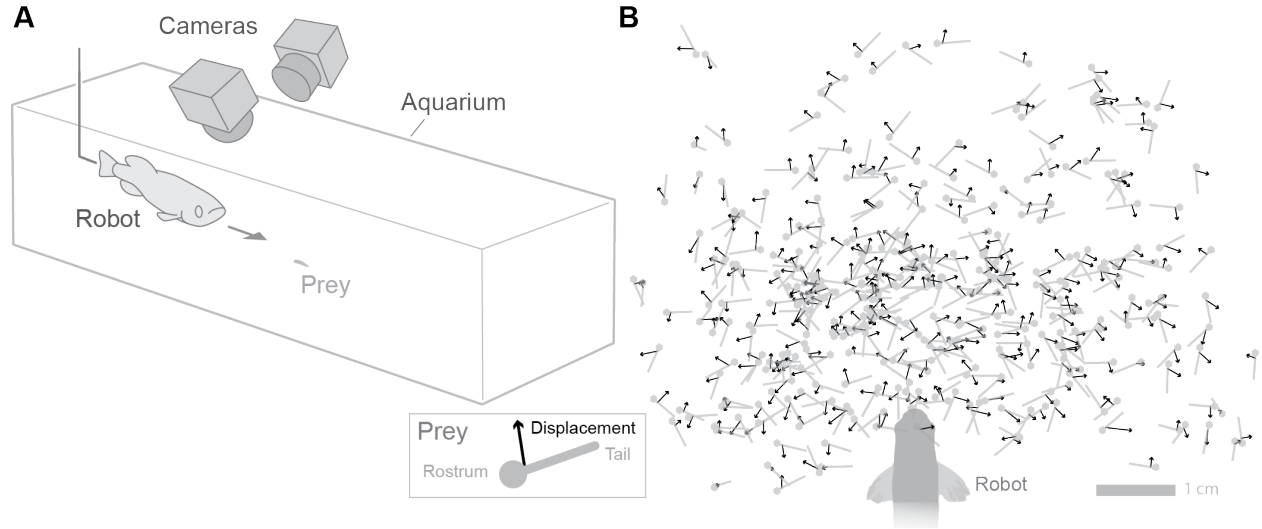 A
Cameras
Aquarium
Robot
Prey
Prey
Displacement
Rostrum
Tail
B
Robot
1 cm